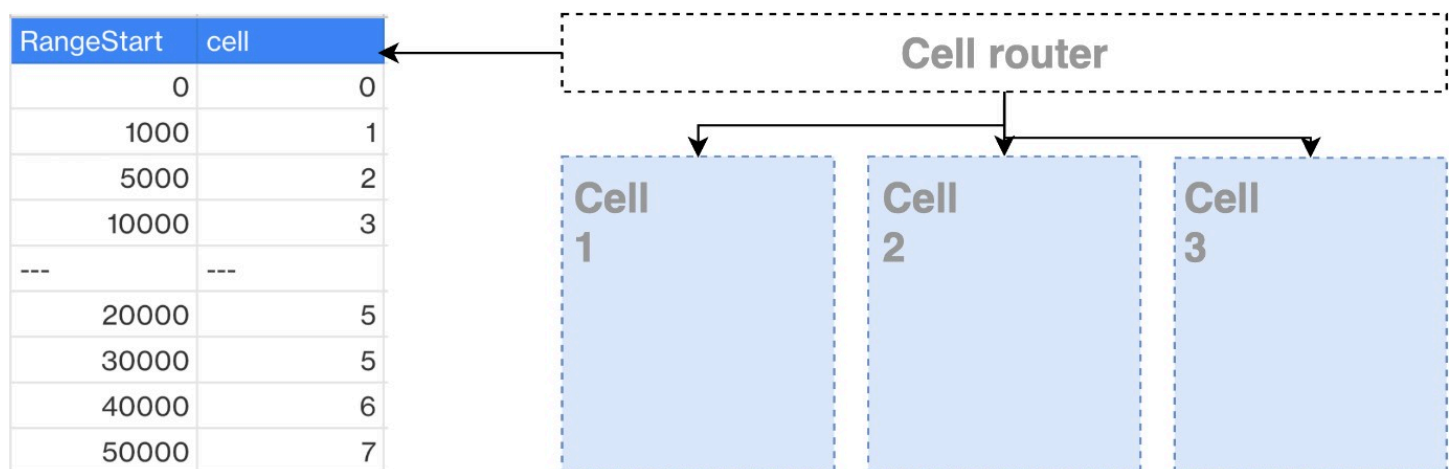 RangeStart cell
0 0
1000 1
5000 2
10000 3
--- ---
20000 5
30000 5
40000 6
50000 7
Cell router
Cell
1
Cell
2
Cell
3